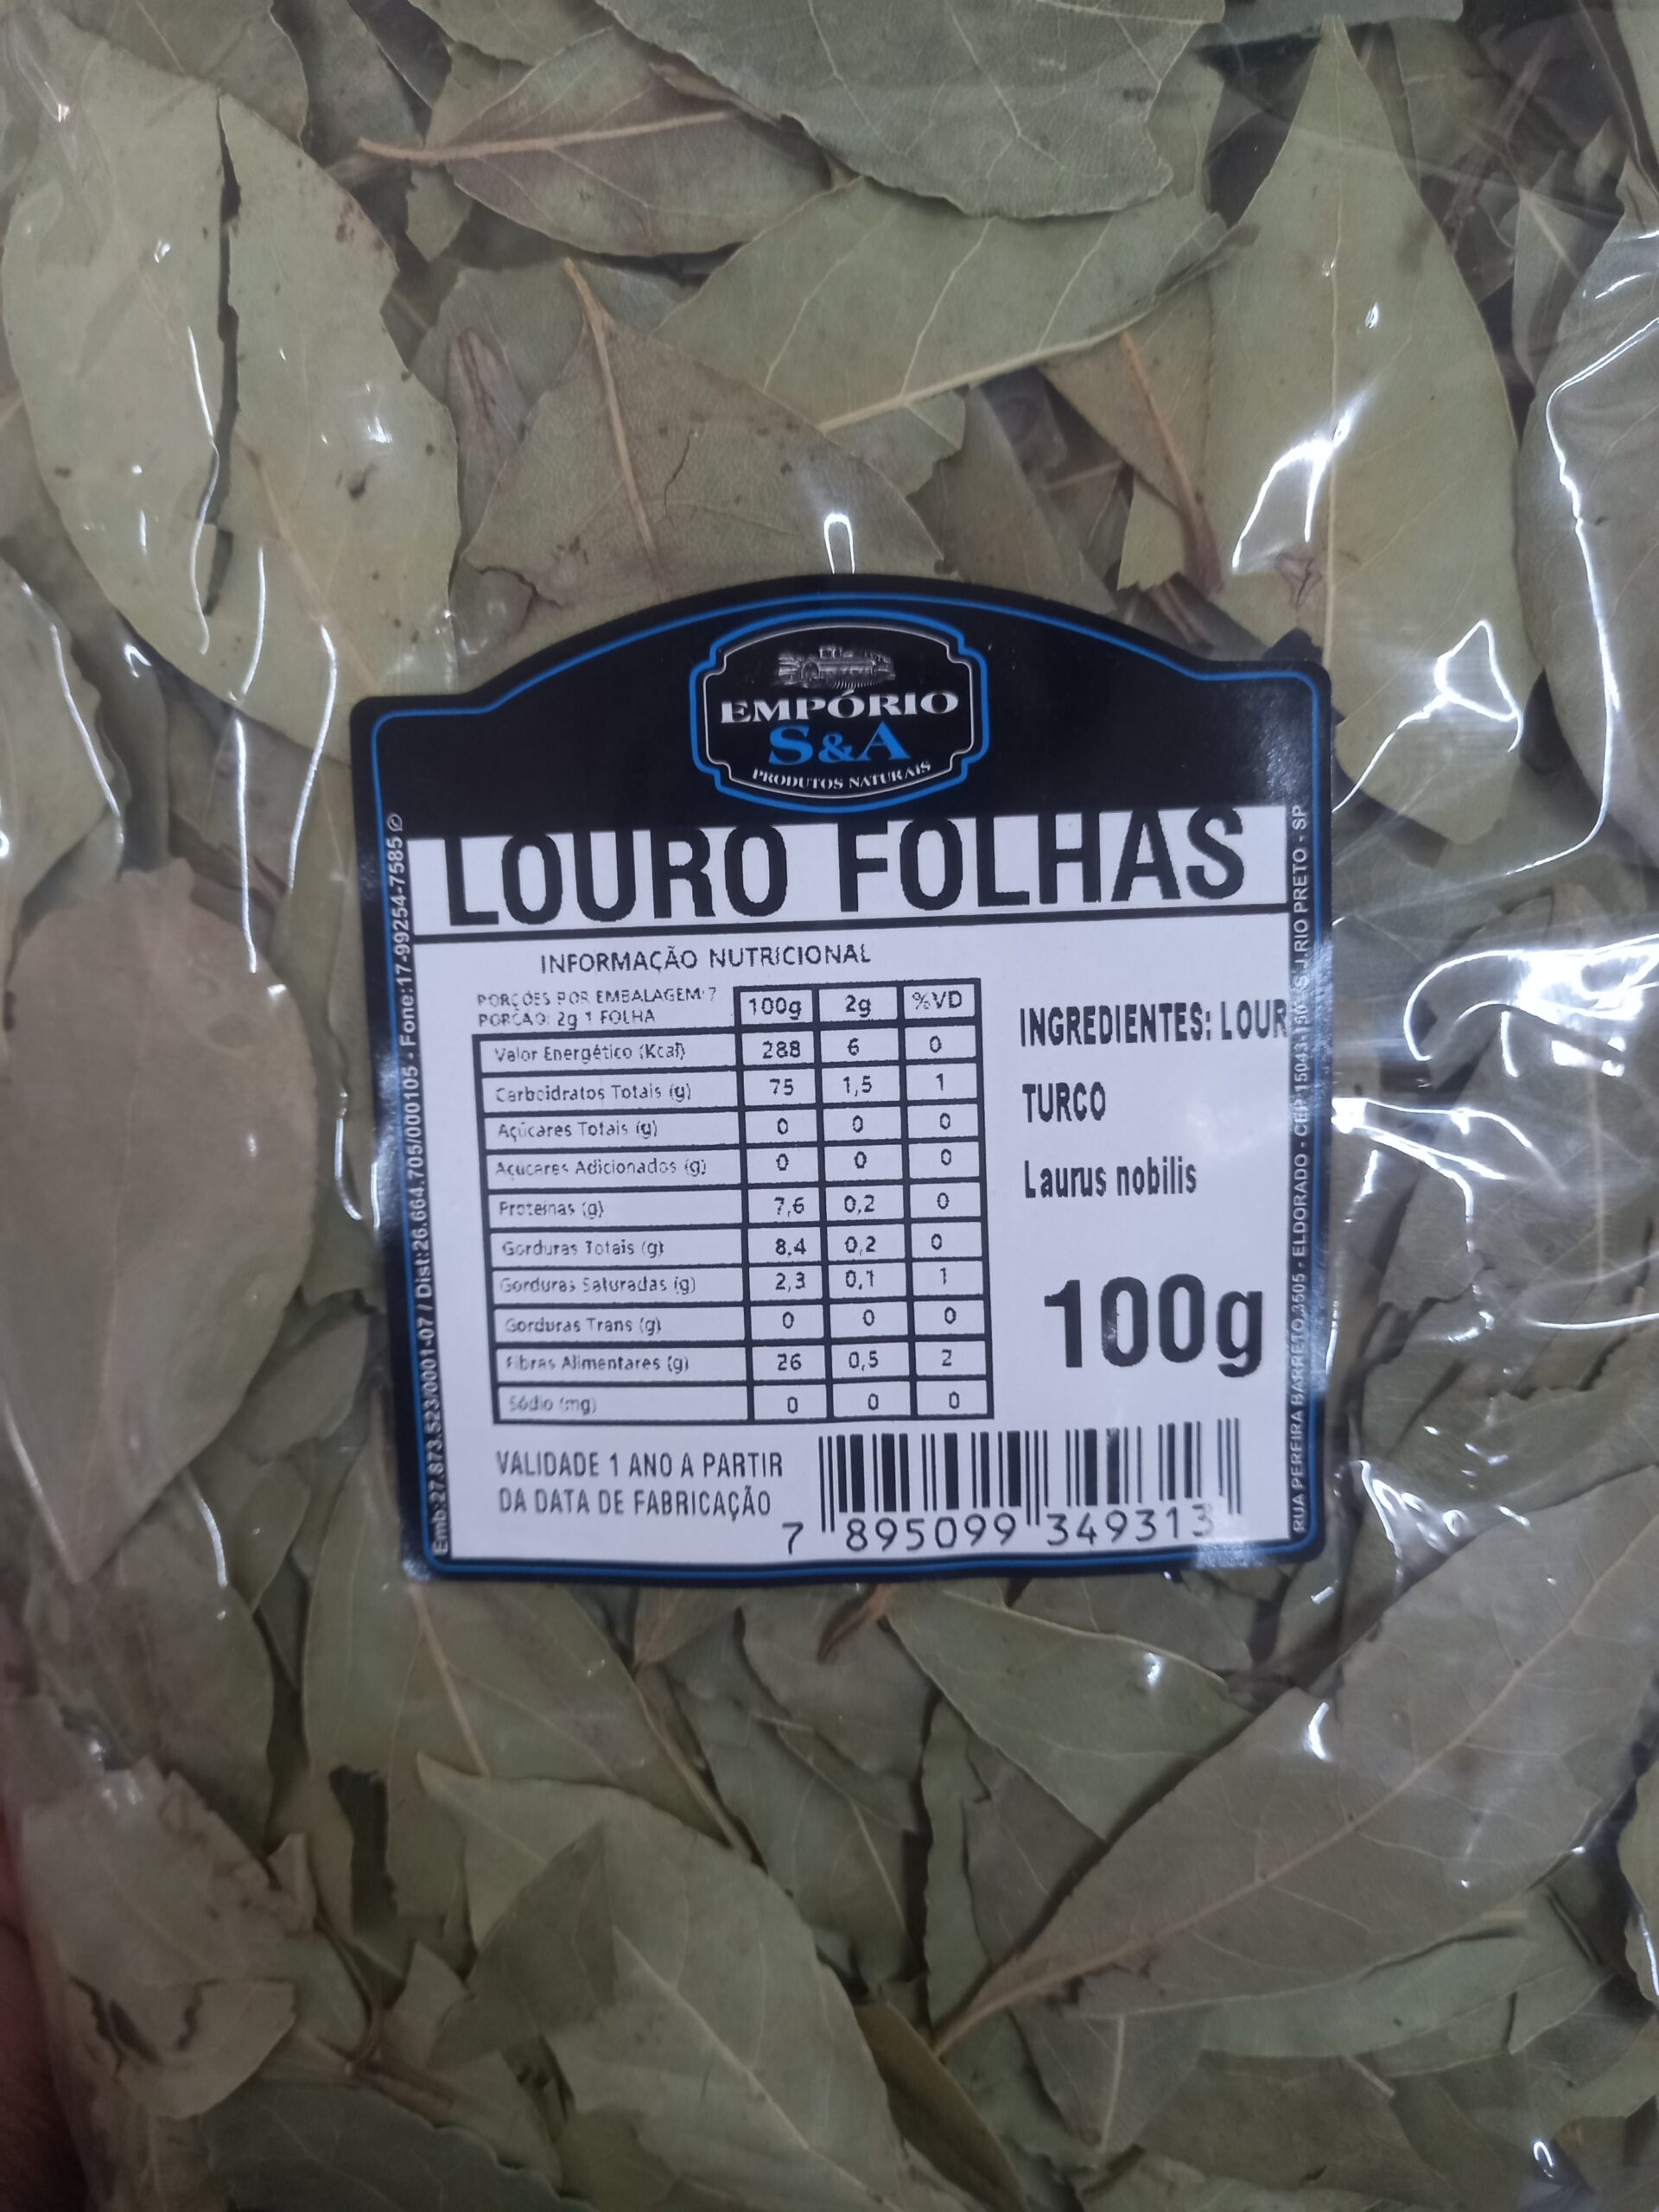 EMPÓRIO
S&A
PRODUTOS NATURAIS
LOURO FOLHAS
INFORMAÇÃO NUTRICIONAL
PORÇÕES POR EMBALAGEM: 7
PORÇÃO: 2g 1 FOLHA
100g 2g %VD
Valor Energético (Kcal) 288 6 0
Carboidratos Totais (g) 75 1,5 1
Açúcares Totais (g) 0 0 0
Açúcares Adicionados (g) 0 0 0
Proteínas (g) 7,6 0,2 0
Gorduras Totais (g) 8,4 0,2 0
Gorduras Saturadas (g) 2,3 0,1 1
Gorduras Trans (g) 0 0 0
Fibras Alimentares (g) 26 0,5 2
Sódio (mg) 0 0 0
INGREDIENTES: LOUR
TURCO
Laurus nobilis
100g
VALIDADE 1 ANO A PARTIR
DA DATA DE FABRICAÇÃO
7 895099 349313
Emb:27.873.523/0001-07 / Dist:26.664.705/000105 - Fone:17-99254-7585
RUA PEREIRA BARRETO,3505 - ELDORADO - CEP 15043- S.J.RIO PRETO - SP